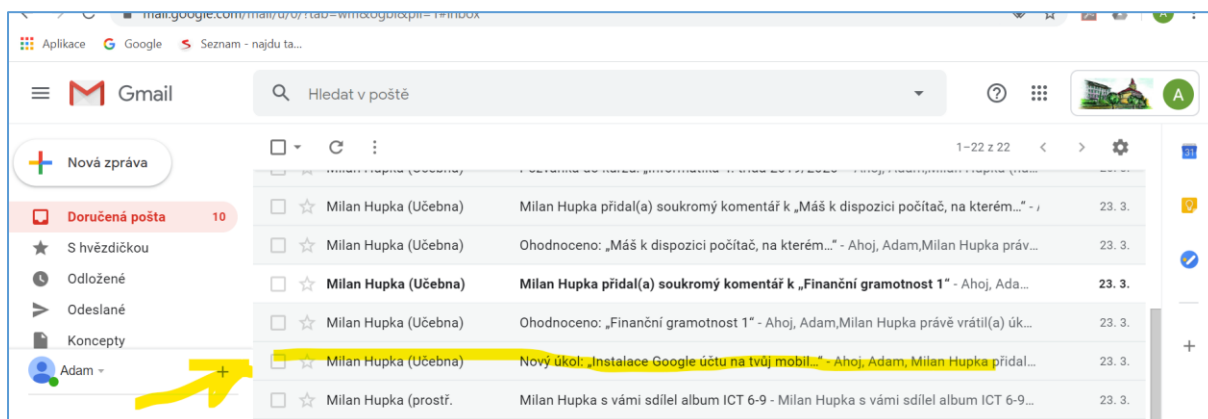 mail.google.com/mail/u/0/?tab=wm&ogbl&pli=1#inbox
Aplikace Google Seznam - najdu ta...
Gmail
Hledat v poště
A
Nová zpráva
1–22 z 22
31
Milan Hupka (Učebna)
Doručená pošta 10
Milan Hupka (Učebna) Milan Hupka přidal(a) soukromý komentář k „Máš k dispozici počítač, na kterém..." - 23. 3.
S hvězdičkou
Milan Hupka (Učebna) Ohodnoceno: „Máš k dispozici počítač, na kterém..." - Ahoj, Adam,Milan Hupka práv... 23. 3.
Odložené
Milan Hupka (Učebna) Milan Hupka přidal(a) soukromý komentář k „Finanční gramotnost 1" - Ahoj, Ada... 23. 3.
Odeslané
Milan Hupka (Učebna) Ohodnoceno: „Finanční gramotnost 1" - Ahoj, Adam,Milan Hupka právě vrátil(a) úk... 23. 3.
Koncepty
Adam
Milan Hupka (Učebna) Nový úkol: „Instalace Google účtu na tvůj mobil..." - Ahoj, Adam, Milan Hupka přidal... 23. 3.
Milan Hupka (prostř. Milan Hupka s vámi sdílel album ICT 6-9 - Milan Hupka s vámi sdílel album ICT 6-9... 23. 3.